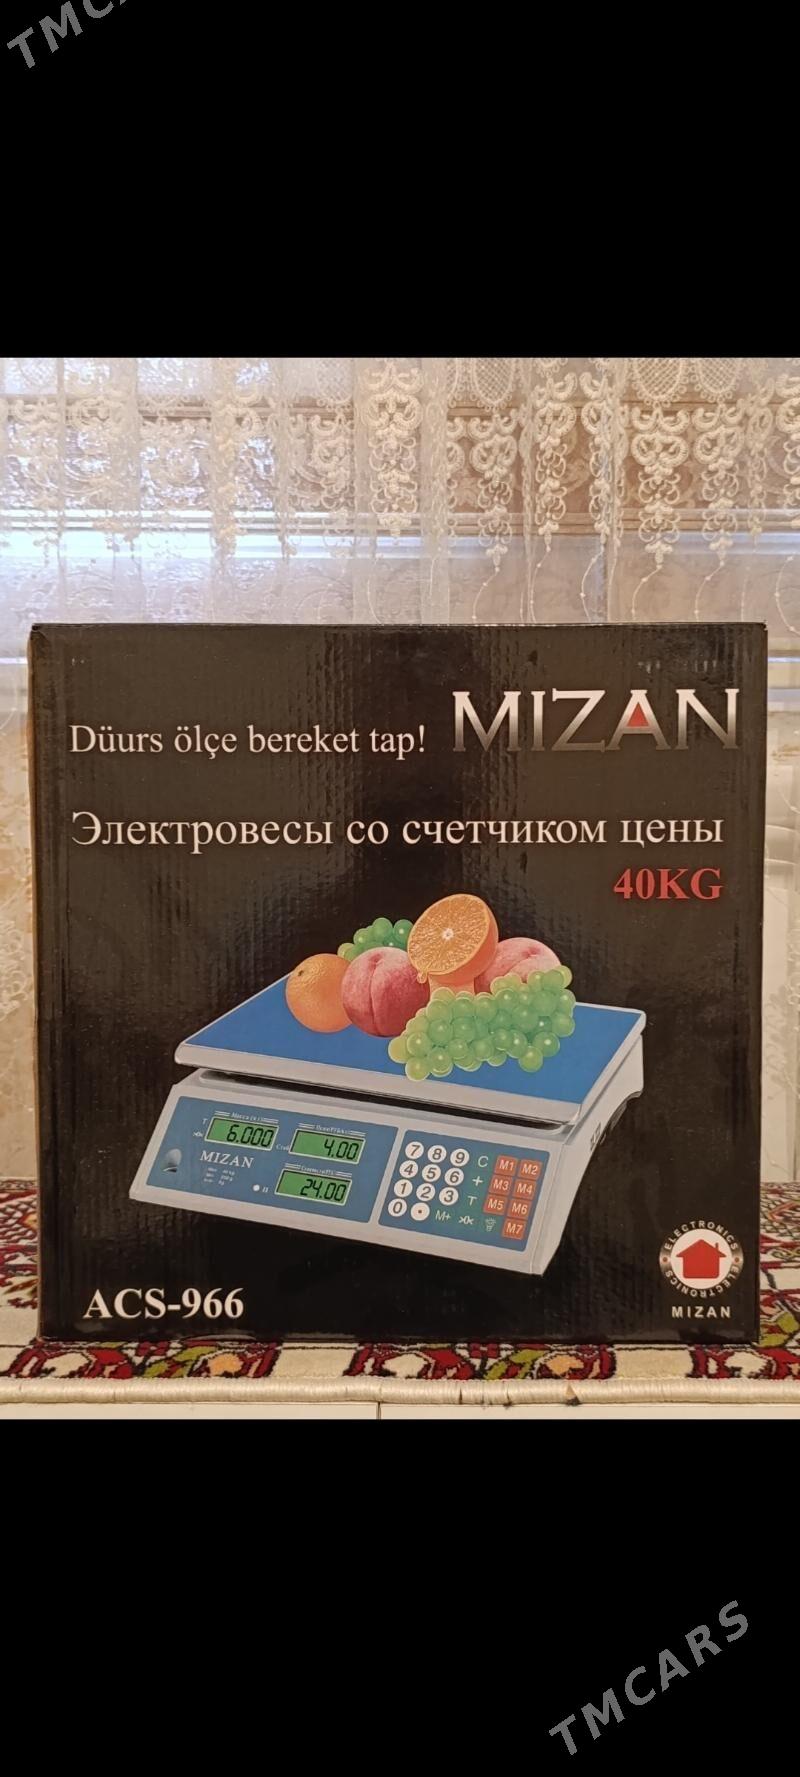 TMCA
Düurs ölçe bereket tap! MIZAN
Электровесы со счетчиком цены
40KG
6.000
4.00
MIZAN
24.00
7 8 9 C M1 M2
4 5 6 + M3 M4
1 2 3 T M5 M6
0 . M+ >0< M7
ELECTRONICS ELECTRONICS
MIZAN
ACS-966
TMCARS